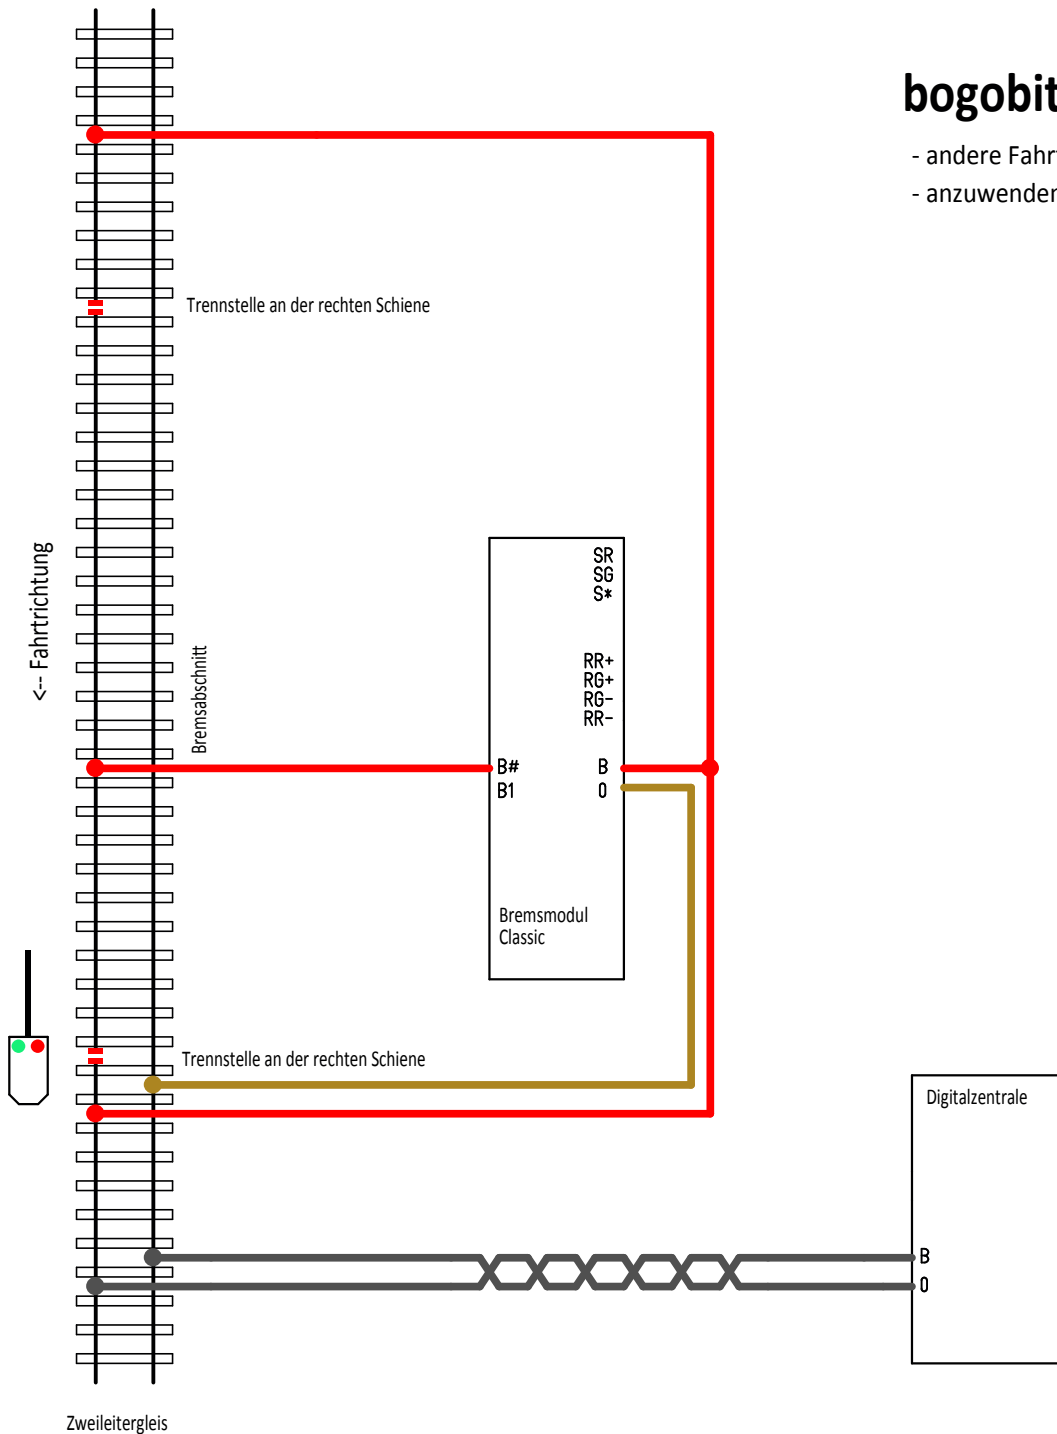 bogobit
- andere Fahr
- anzuwenden
Trennstelle an der rechten Schiene
<-- Fahrtrichtung
Bremsabschnitt
SR
SG
S*
RR+
RG+
RG-
RR-
B# B
B1 0
Bremsmodul
Classic
Trennstelle an der rechten Schiene
Digitalzentrale
B
0
Zweileitergleis